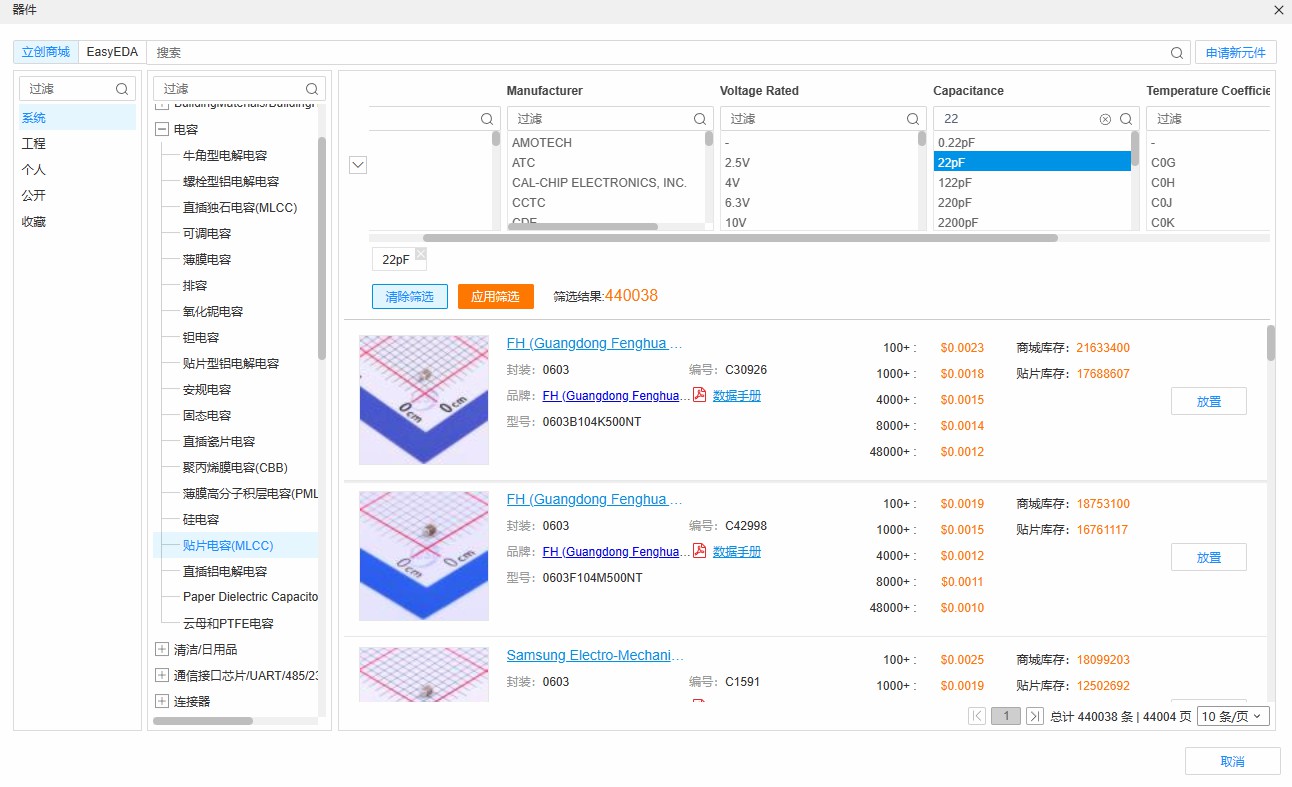 器件
立创商城 EasyEDA 搜索 申请新元件
过滤
系统
工程
个人
公开
收藏
过滤
BuildingMaterials/Building
电容
牛角型电解电容
螺栓型铝电解电容
直插独石电容(MLCC)
可调电容
薄膜电容
排容
氧化铌电容
钽电容
贴片型铝电解电容
安规电容
固态电容
直插瓷片电容
聚丙烯膜电容(CBB)
薄膜高分子积层电容(PML
硅电容
贴片电容(MLCC)
直插铝电解电容
Paper Dielectric Capacito
云母和PTFE电容
清洁/日用品
通信接口芯片/UART/485/23
连接器
Manufacturer Voltage Rated Capacitance Temperature Coefficie
过滤 过滤 22 过滤
AMOTECH - 0.22pF -
ATC 2.5V 22pF C0G
CAL-CHIP ELECTRONICS, INC. 4V 122pF C0H
CCTC 6.3V 220pF C0J
CDE 10V 2200pF C0K
22pF
清除筛选 应用筛选 筛选结果:440038
FH (Guangdong Fenghua ... 100+ : $0.0023 商城库存: 21633400
封装: 0603 编号: C30926 1000+ : $0.0018 贴片库存: 17688607
品牌: FH (Guangdong Fenghua... 数据手册 4000+ : $0.0015 放置
型号: 0603B104K500NT 8000+ : $0.0014
48000+ : $0.0012
0cm 0cm
FH (Guangdong Fenghua ... 100+ : $0.0019 商城库存: 18753100
封装: 0603 编号: C42998 1000+ : $0.0015 贴片库存: 16761117
品牌: FH (Guangdong Fenghua... 数据手册 4000+ : $0.0012 放置
型号: 0603F104M500NT 8000+ : $0.0011
48000+ : $0.0010
0cm 0cm
Samsung Electro-Mechani... 100+ : $0.0025 商城库存: 18099203
封装: 0603 编号: C1591 1000+ : $0.0019 贴片库存: 12502692
1 总计 440038 条 | 44004 页 10 条/页
取消